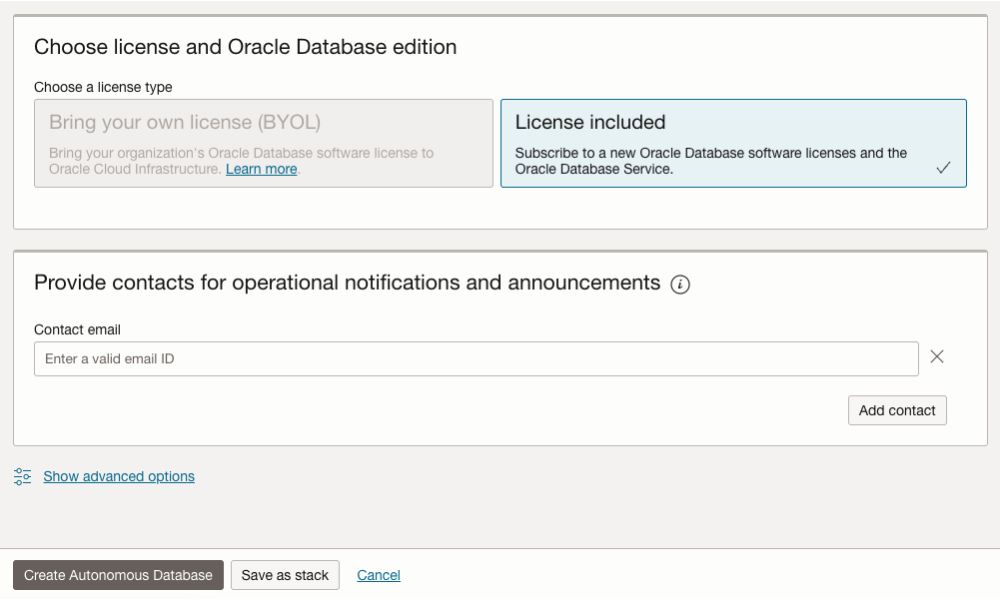 Choose license and Oracle Database edition
Choose a license type
Bring your own license (BYOL)
Bring your organization's Oracle Database software license to
Oracle Cloud Infrastructure. Learn more.
License included
Subscribe to a new Oracle Database software licenses and the
Oracle Database Service.
Provide contacts for operational notifications and announcements i
Contact email
Enter a valid email ID
Add contact
Show advanced options
Create Autonomous Database Save as stack Cancel